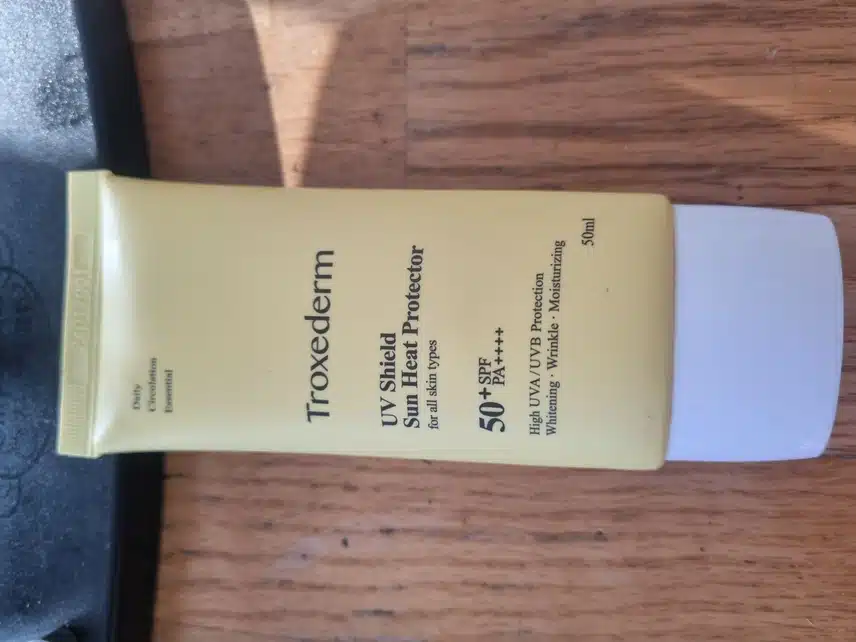 Daily
Circulation
Essential
Troxederm
UV Shield
Sun Heat Protector
for all skin types
50+ SPF
PA++++
High UVA/UVB Protection
Whitening · Wrinkle · Moisturizing
50ml